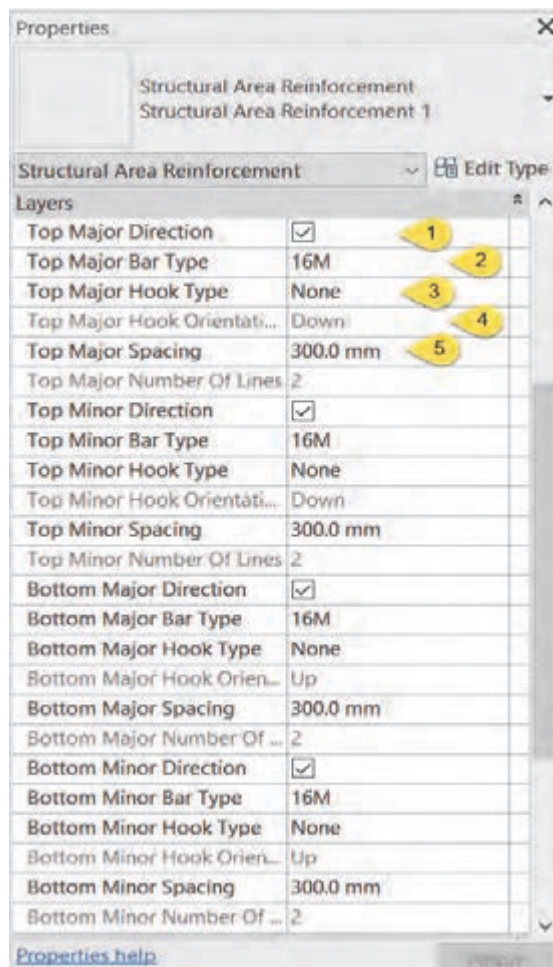 Properties
Structural Area Reinforcement
Structural Area Reinforcement 1
Structural Area Reinforcement Edit Type
Layers
Top Major Direction 1
Top Major Bar Type 16M 2
Top Major Hook Type None 3
Top Major Hook Orientati... Down 4
Top Major Spacing 300.0 mm 5
Top Major Number Of Lines 2
Top Minor Direction
Top Minor Bar Type 16M
Top Minor Hook Type None
Top Minor Hook Orientati... Down
Top Minor Spacing 300.0 mm
Top Minor Number Of Lines 2
Bottom Major Direction
Bottom Major Bar Type 16M
Bottom Major Hook Type None
Bottom Major Hook Orien... Up
Bottom Major Spacing 300.0 mm
Bottom Major Number Of ... 2
Bottom Minor Direction
Bottom Minor Bar Type 16M
Bottom Minor Hook Type None
Bottom Minor Hook Orien... Up
Bottom Minor Spacing 300.0 mm
Bottom Minor Number Of ... 2
Properties help